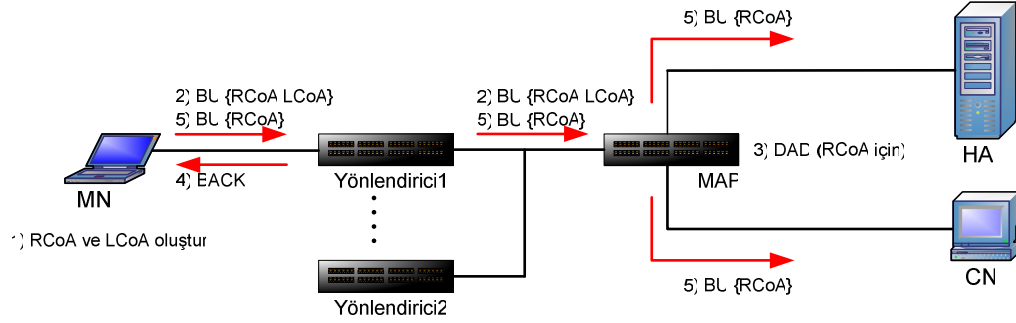 5) BU {RCoA}
2) BU {RCoA LCoA}
5) BU {RCoA}
2) BU {RCoA LCoA}
5) BU {RCoA}
4) BACK
3) DAD (RCoA için)
HA
MN
Yönlendirici1
MAP
1) RCoA ve LCoA oluştur
CN
5) BU {RCoA}
Yönlendirici2